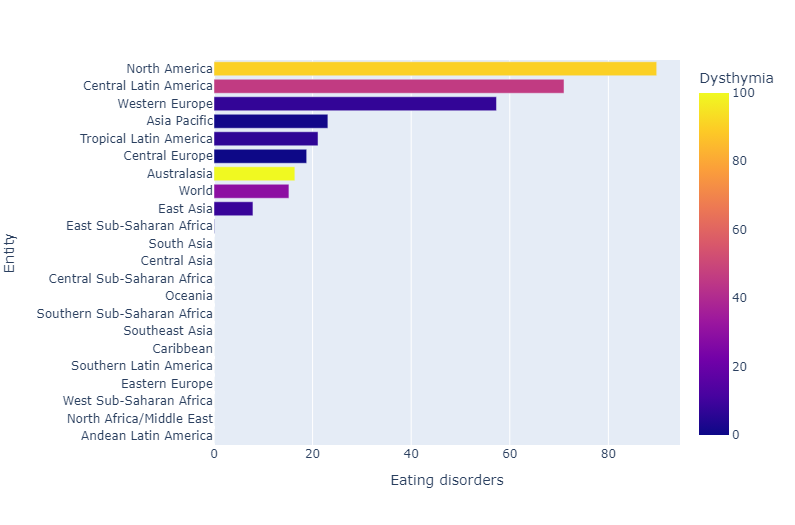 North America
Central Latin America
Western Europe
Asia Pacific
Tropical Latin America
Central Europe
Australasia
World
East Asia
East Sub-Saharan Africa
South Asia
Central Asia
Central Sub-Saharan Africa
Oceania
Southern Sub-Saharan Africa
Southeast Asia
Caribbean
Southern Latin America
Eastern Europe
West Sub-Saharan Africa
North Africa/Middle East
Andean Latin America
Entity
0 20 40 60 80
Eating disorders
Dysthymia
100
80
60
40
20
0